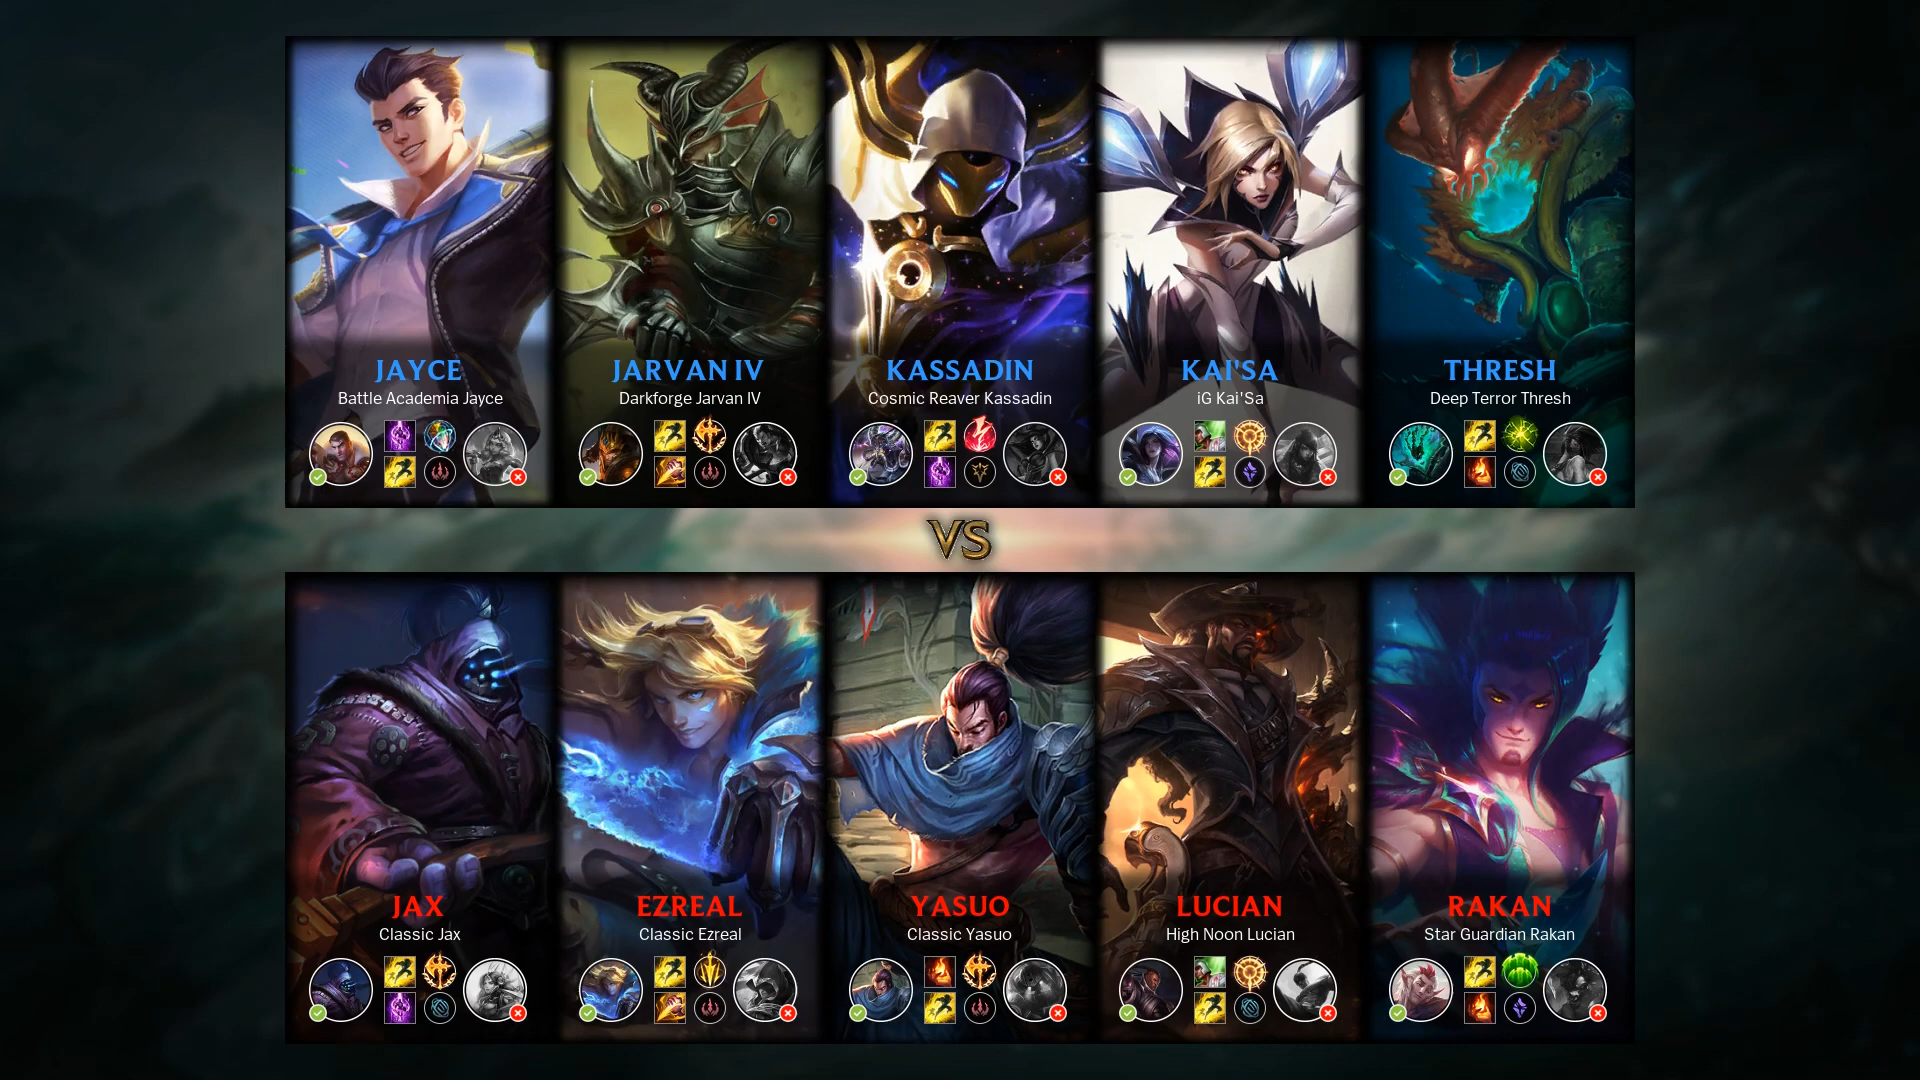 JAYCE
Battle Academia Jayce
JARVAN IV
Darkforge Jarvan IV
KASSADIN
Cosmic Reaver Kassadin
KAI'SA
iG Kai'Sa
THRESH
Deep Terror Thresh
VS
JAX
Classic Jax
EZREAL
Classic Ezreal
YASUO
Classic Yasuo
LUCIAN
High Noon Lucian
RAKAN
Star Guardian Rakan